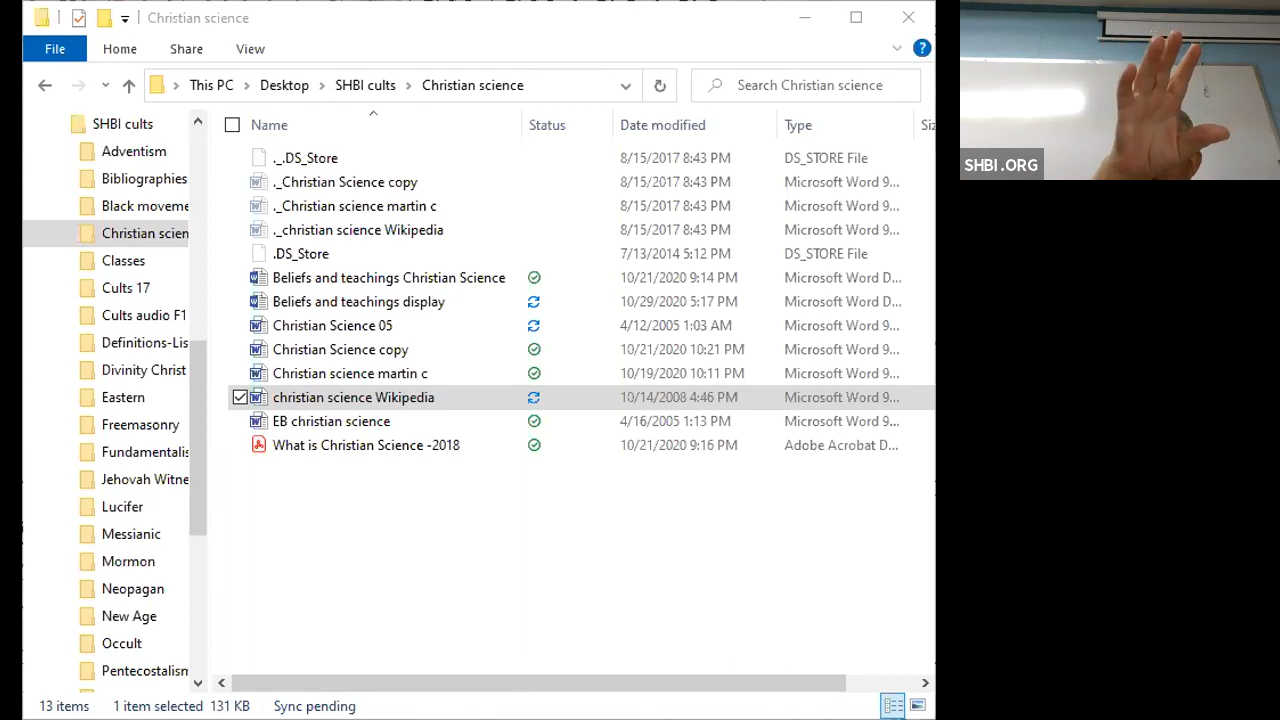 Christian science
File Home Share View
This PC Desktop SHBI cults Christian science Search Christian science
Name Status Date modified Type Siz
SHBI cults
Adventism
Bibliographies
Black moveme
Christian scien
Classes
Cults 17
Cults audio F1
Definitions-Lis
Divinity Christ
Eastern
Freemasonry
Fundamentalis
Jehovah Witne
Lucifer
Messianic
Mormon
Neopagan
New Age
Occult
Pentecostalism
._.DS_Store 8/15/2017 8:43 PM DS_STORE File
._Christian Science copy 8/15/2017 8:43 PM Microsoft Word 9...
._Christian science martin c 8/15/2017 8:43 PM Microsoft Word 9...
._christian science Wikipedia 8/15/2017 8:43 PM Microsoft Word 9...
.DS_Store 7/13/2014 5:12 PM DS_STORE File
Beliefs and teachings Christian Science 10/21/2020 9:14 PM Microsoft Word D...
Beliefs and teachings display 10/29/2020 5:17 PM Microsoft Word D...
Christian Science 05 4/12/2005 1:03 AM Microsoft Word 9...
Christian Science copy 10/21/2020 10:21 PM Microsoft Word 9...
Christian science martin c 10/19/2020 10:11 PM Microsoft Word 9...
christian science Wikipedia 10/14/2008 4:46 PM Microsoft Word 9...
EB christian science 4/16/2005 1:13 PM Microsoft Word 9...
What is Christian Science -2018 10/21/2020 9:16 PM Adobe Acrobat D...
13 items 1 item selected 131 KB Sync pending
SHBI.ORG